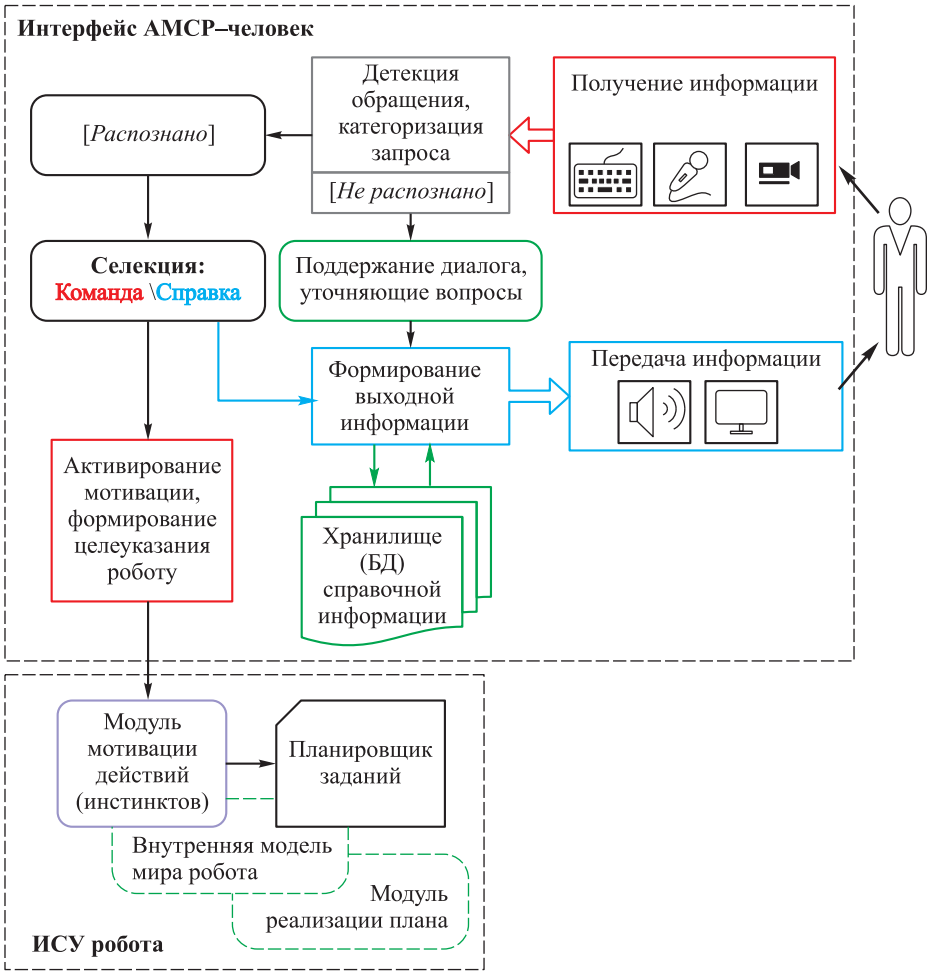 Интерфейс АМСР–человек
Детекция
обращения,
категоризация
запроса
[Не распознано]
Получение информации
[Распознано]
Селекция:
Команда \Справка
Поддержание диалога,
уточняющие вопросы
Формирование
выходной
информации
Передача информации
Активирование
мотивации,
формирование
целеуказания
роботу
Хранилище
(БД)
справочной
информации
Модуль
мотивации
действий
(инстинктов)
Планировщик
заданий
Внутренняя модель
мира робота
Модуль
реализации плана
ИСУ робота